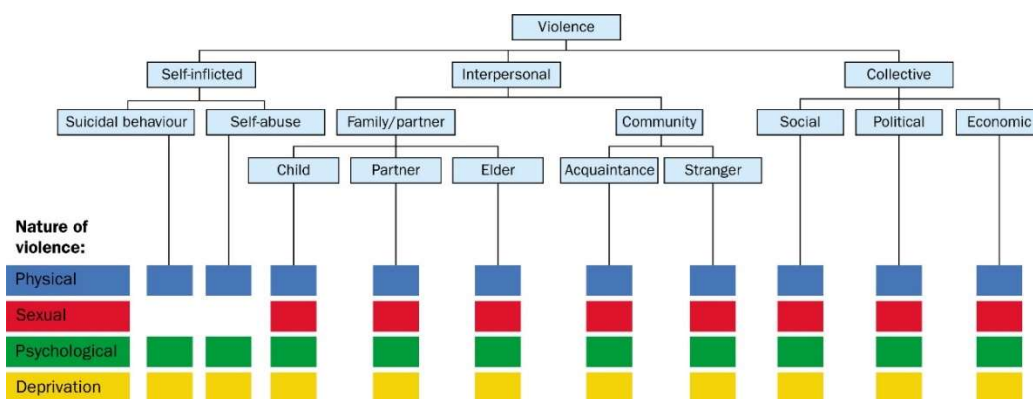 Violence
Self-inflicted
Interpersonal
Collective
Suicidal behaviour
Self-abuse
Family/partner
Community
Social
Political
Economic
Child
Partner
Elder
Acquaintance
Stranger
Nature of
violence:
Physical
Sexual
Psychological
Deprivation